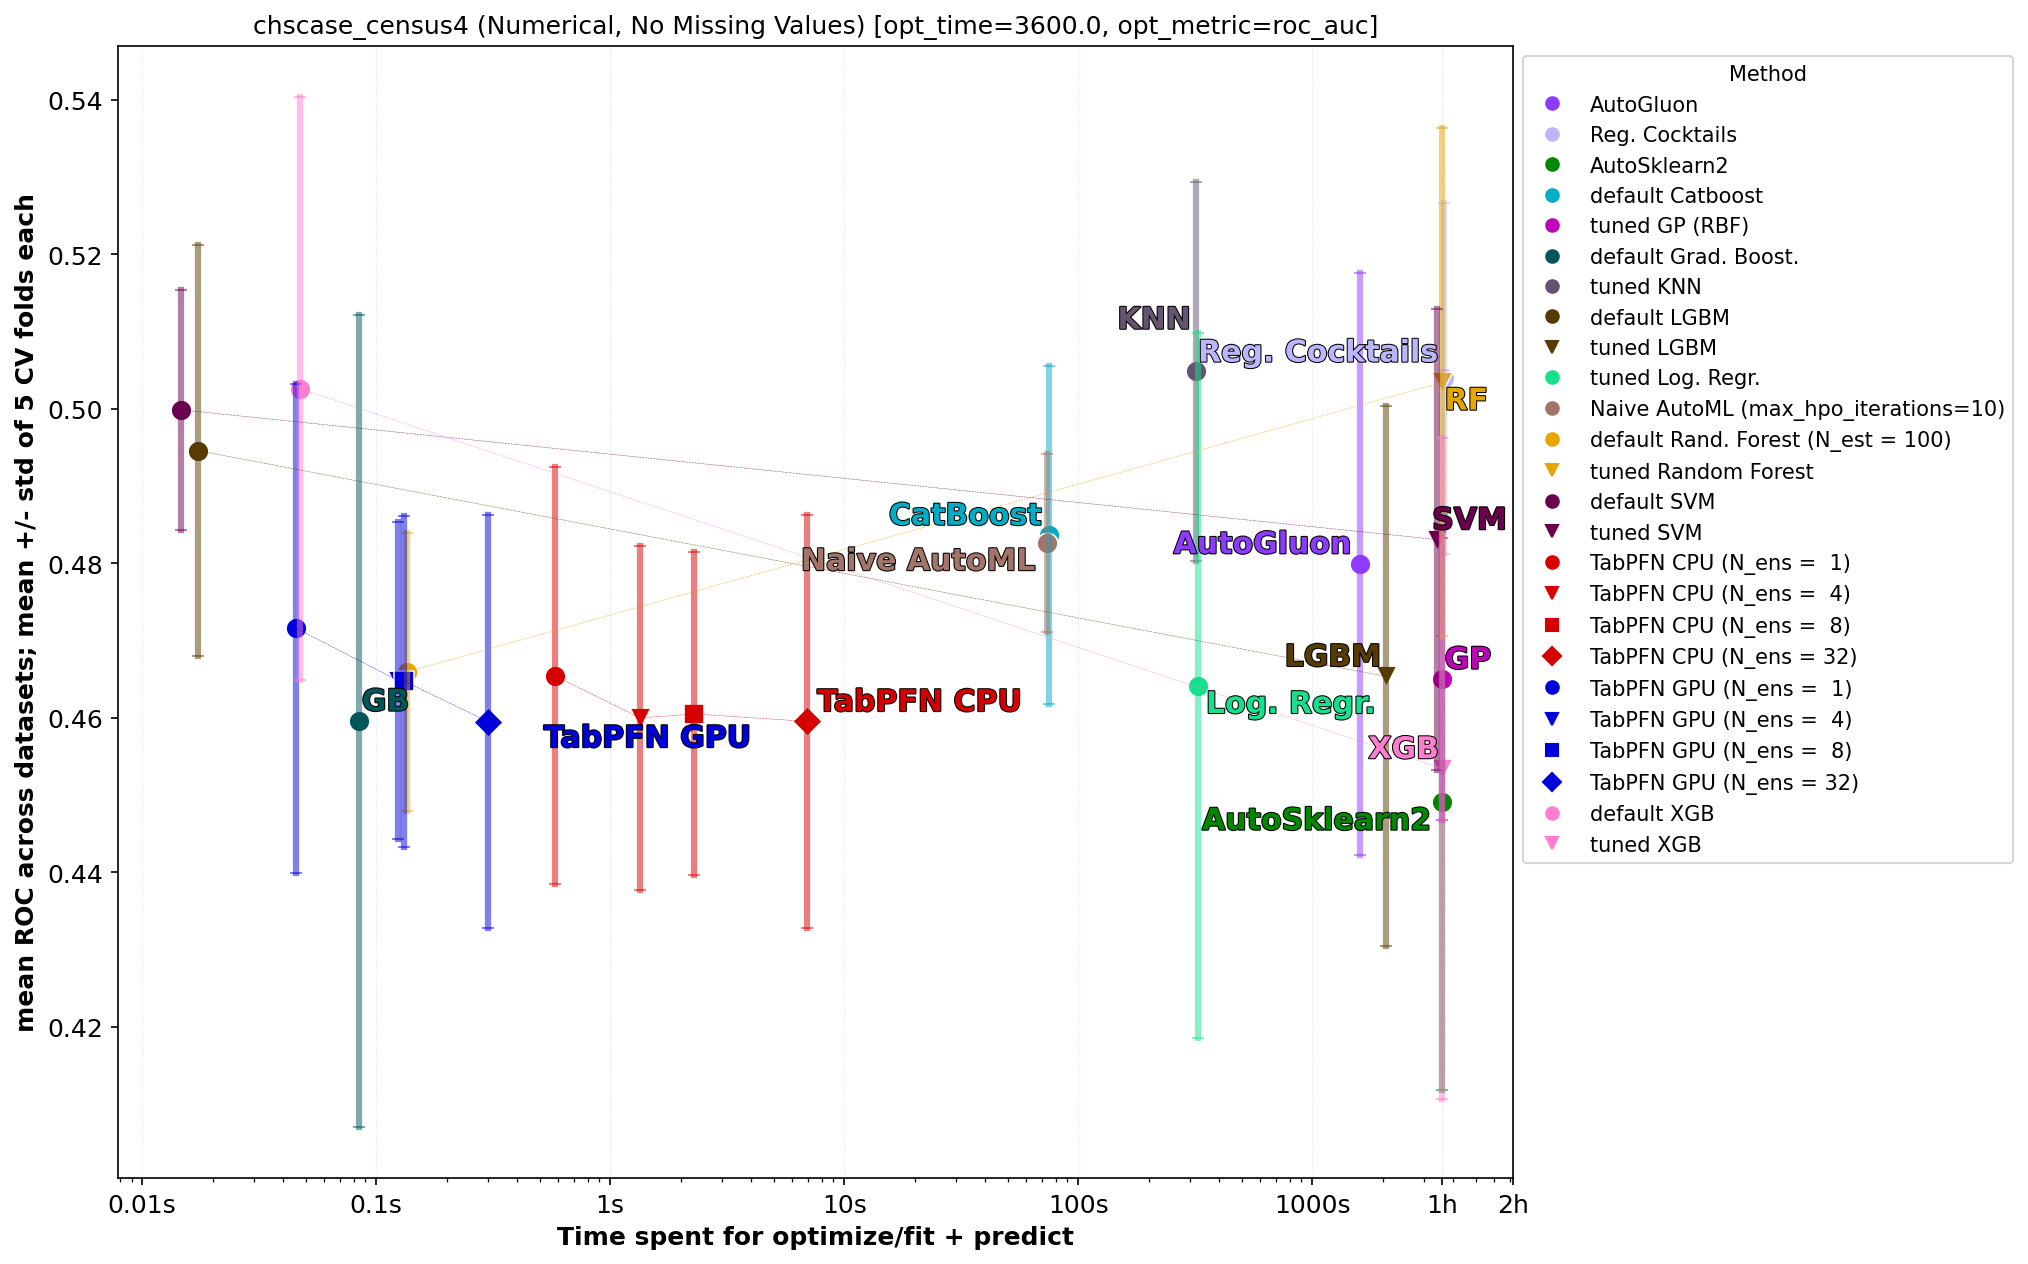 chscase_census4 (Numerical, No Missing Values) [opt_time=3600.0, opt_metric=roc_auc]
mean ROC across datasets; mean +/- std of 5 CV folds each
0.54
0.52
0.50
0.48
0.46
0.44
0.42
KNN
Reg. Cocktails
RF
CatBoost
SVM
AutoGluon
Naive AutoML
LGBM
GP
GB
Log. Regr.
TabPFN CPU
TabPFN GPU
XGB
AutoSklearn2
0.01s
0.1s
1s
10s
100s
1000s
1h
2h
Time spent for optimize/fit + predict
Method
AutoGluon
Reg. Cocktails
AutoSklearn2
default Catboost
tuned GP (RBF)
default Grad. Boost.
tuned KNN
default LGBM
tuned LGBM
tuned Log. Regr.
Naive AutoML (max_hpo_iterations=10)
default Rand. Forest (N_est = 100)
tuned Random Forest
default SVM
tuned SVM
TabPFN CPU (N_ens =  1)
TabPFN CPU (N_ens =  4)
TabPFN CPU (N_ens =  8)
TabPFN CPU (N_ens = 32)
TabPFN GPU (N_ens =  1)
TabPFN GPU (N_ens =  4)
TabPFN GPU (N_ens =  8)
TabPFN GPU (N_ens = 32)
default XGB
tuned XGB